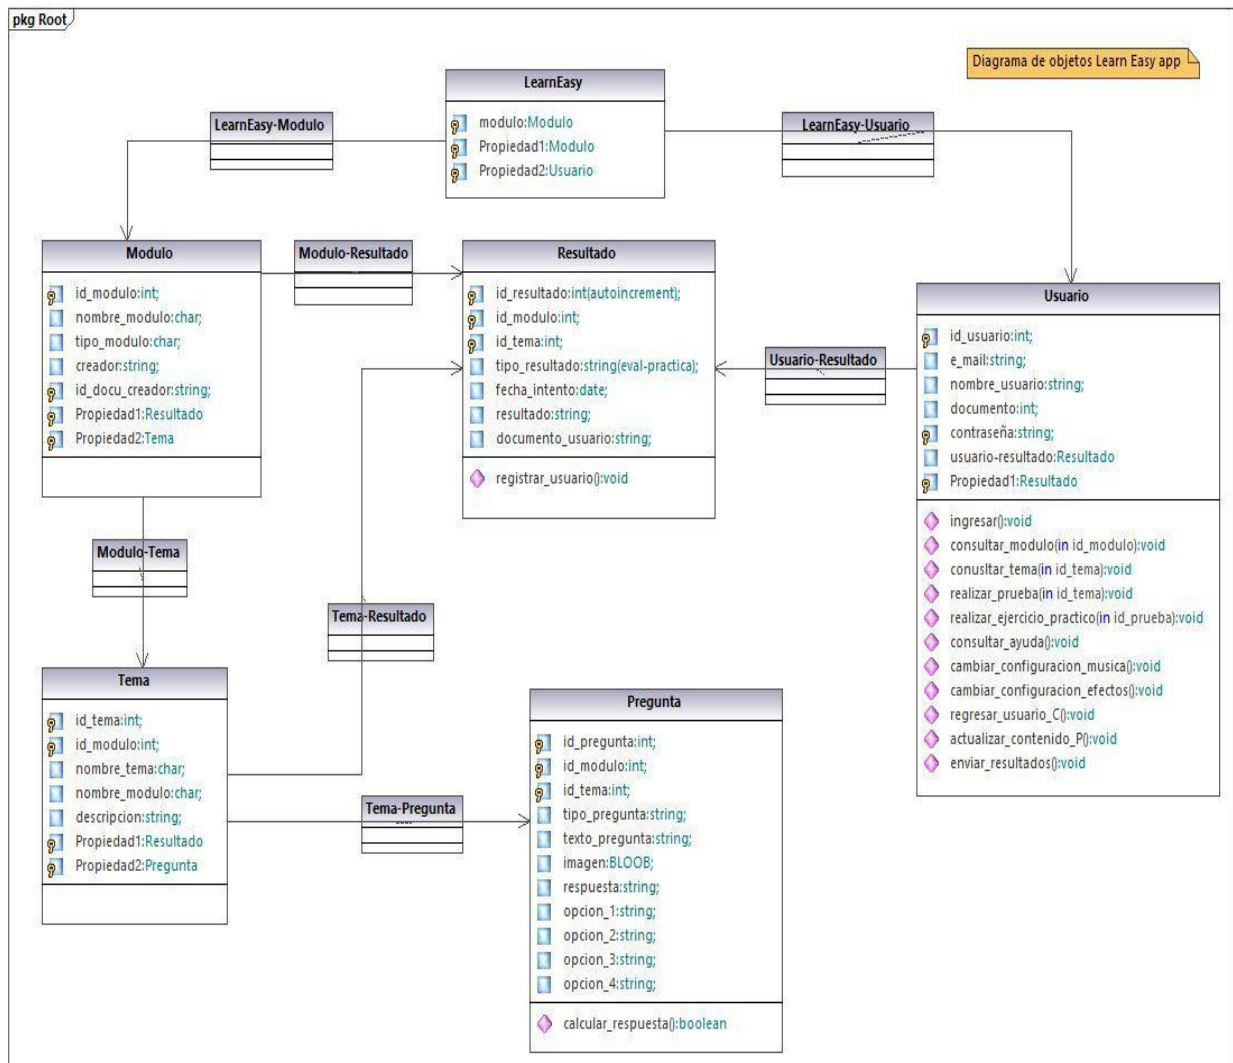 pkg Root
Diagrama de objetos Learn Easy app
LearnEasy
modulo:Modulo
Propiedad1:Modulo
Propiedad2:Usuario
LearnEasy-Modulo
LearnEasy-Usuario
Modulo
id_modulo:int;
nombre_modulo:char;
tipo_modulo:char;
creador:string;
id_docu_creador:string;
Propiedad1:Resultado
Propiedad2:Tema
Modulo-Resultado
Resultado
id_resultado:int(autoincrement);
id_modulo:int;
id_tema:int;
tipo_resultado:string(eval-practica);
fecha_intento:date;
resultado:string;
documento_usuario:string;
registrar_usuario():void
Usuario-Resultado
Usuario
id_usuario:int;
e_mail:string;
nombre_usuario:string;
documento:int;
contraseña:string;
usuario-resultado:Resultado
Propiedad1:Resultado
ingresar():void
consultar_modulo(in id_modulo):void
conusltar_tema(in id_tema):void
realizar_prueba(in id_tema):void
realizar_ejercicio_practico(in id_prueba):void
consultar_ayuda():void
cambiar_configuracion_musica():void
cambiar_configuracion_efectos():void
regresar_usuario_C():void
actualizar_contenido_P():void
enviar_resultados():void
Modulo-Tema
Tema-Resultado
Tema
id_tema:int;
id_modulo:int;
nombre_tema:char;
nombre_modulo:char;
descripcion:string;
Propiedad1:Resultado
Propiedad2:Pregunta
Tema-Pregunta
Pregunta
id_pregunta:int;
id_modulo:int;
id_tema:int;
tipo_pregunta:string;
texto_pregunta:string;
imagen:BLOOB;
respuesta:string;
opcion_1:string;
opcion_2:string;
opcion_3:string;
opcion_4:string;
calcular_respuesta():boolean